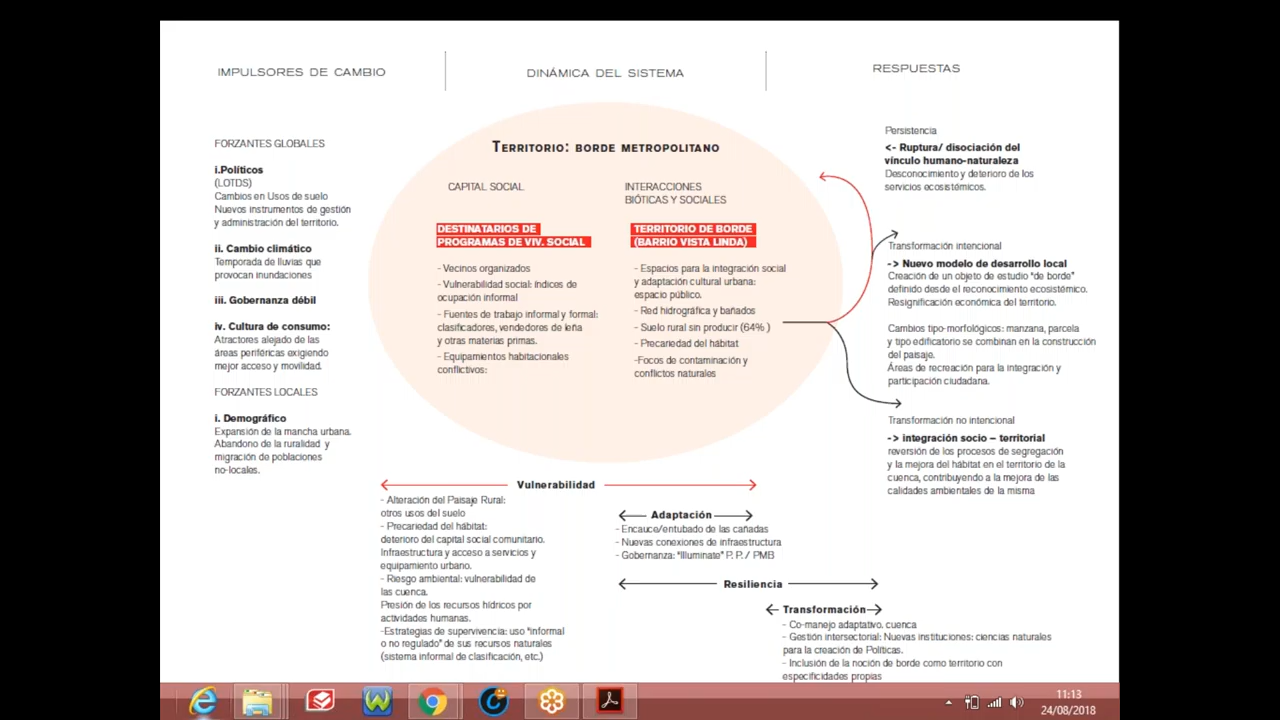 IMPULSORES DE CAMBIO
DINÁMICA DEL SISTEMA
RESPUESTAS
FORZANTES GLOBALES
i.Políticos
(LOTDS)
Cambios en Usos de suelo
Nuevos instrumentos de gestión
y administración del territorio.
ii. Cambio climático
Temporada de lluvias que
provocan inundaciones
iii. Gobernanza débil
iv. Cultura de consumo:
Atractores alejado de las
áreas periféricas exigiendo
mejor acceso y movilidad.
FORZANTES LOCALES
i. Demográfico
Expansión de la mancha urbana.
Abandono de la ruralidad y
migración de poblaciones
no-locales.
TERRITORIO: BORDE METROPOLITANO
CAPITAL SOCIAL
DESTINATARIOS DE
PROGRAMAS DE VIV. SOCIAL
- Vecinos organizados
- Vulnerabilidad social: índices de
ocupación informal
- Fuentes de trabajo informal y formal:
clasificadores, vendedores de leña
y otras materias primas.
- Equipamientos habitacionales
conflictivos:
INTERACCIONES
BIÓTICAS Y SOCIALES
TERRITORIO DE BORDE
(BARRIO VISTA LINDA)
- Espacios para la integración social
y adaptación cultural urbana:
espacio público.
- Red hidrográfica y bañados
- Suelo rural sin producir (64% )
- Precariedad del hábitat
-Focos de contaminación y
conflictos naturales
Persistencia
<- Ruptura/ disociación del
vínculo humano-naturaleza
Desconocimiento y deterioro de los
servicios ecosistémicos.
Transformación intencional
-> Nuevo modelo de desarrollo local
Creación de un objeto de estudio "de borde"
definido desde el reconocimiento ecosistémico.
Resignificación económica del territorio.
Cambios tipo-morfológicos: manzana, parcela
y tipo edificatorio se combinan en la construcción
del paisaje.
Áreas de recreación para la integración y
participación ciudadana.
Transformación no intencional
-> integración socio – territorial
reversión de los procesos de segregación
y la mejora del hábitat en el territorio de la
cuenca, contribuyendo a la mejora de las
calidades ambientales de la misma
Vulnerabilidad
- Alteración del Paisaje Rural:
otros usos del suelo
- Precariedad del hábitat:
deterioro del capital social comunitario.
Infraestructura y acceso a servicios y
equipamiento urbano.
- Riesgo ambiental: vulnerabilidad de
las cuenca.
Presión de los recursos hídricos por
actividades humanas.
-Estrategias de supervivencia: uso "informal
o no regulado" de sus recursos naturales
(sistema informal de clasificación, etc.)
Adaptación
- Encauce/entubado de las cañadas
- Nuevas conexiones de infraestructura
- Gobernanza: "Illuminate" P. P. / PMB
Resiliencia
Transformación
- Co-manejo adaptativo. cuenca
- Gestión intersectorial: Nuevas instituciones: ciencias naturales
para la creación de Políticas.
- Inclusión de la noción de borde como territorio con
especificidades propias
11:13
24/08/2018